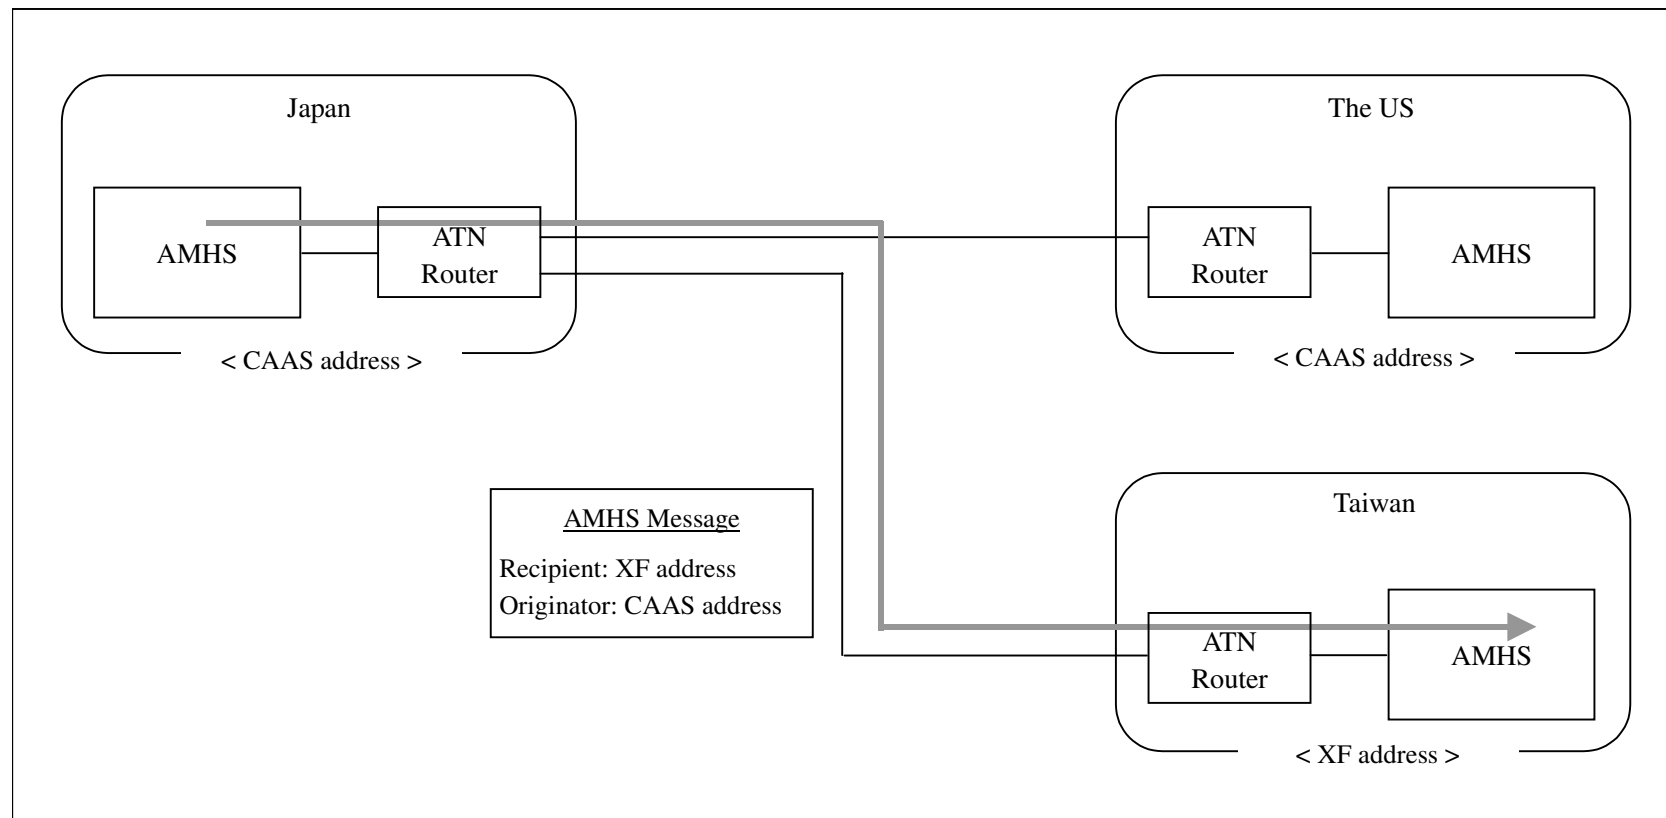 Japan
AMHS
ATN
Router
< CAAS address >
The US
ATN
Router
AMHS
< CAAS address >
AMHS Message
Recipient: XF address
Originator: CAAS address
Taiwan
ATN
Router
AMHS
< XF address >